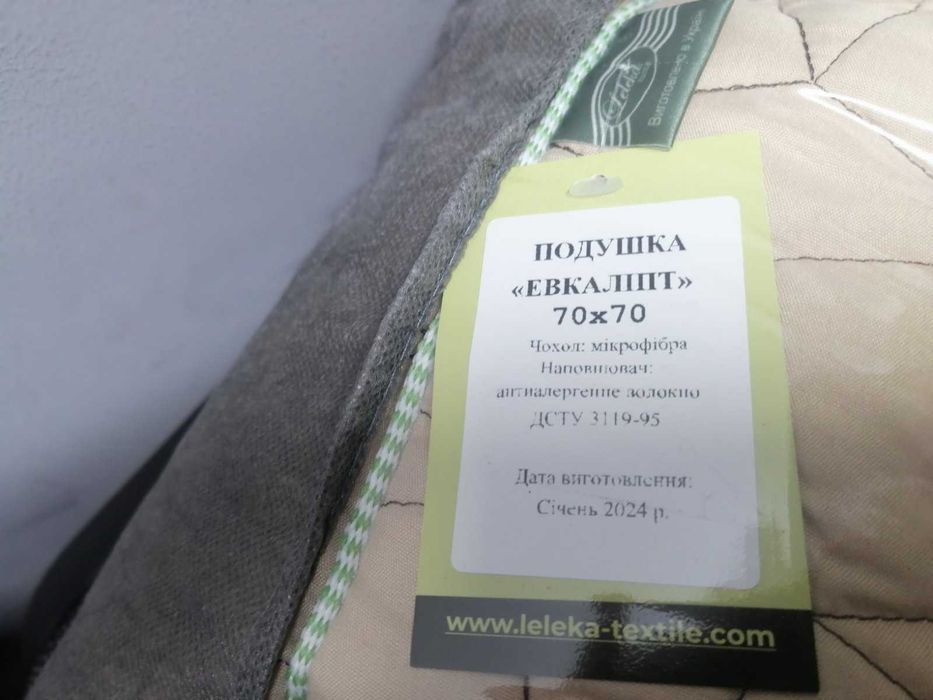 Leleka
Виготовлено в Україні
ПОДУШКА
«ЕВКАЛІПТ»
70x70
Чохол: мікрофібра
Наповнювач:
антиалергенне волокно
ДСТУ 3119-95
Дата виготовлення:
Січень 2024 р.
www.leleka-textile.com